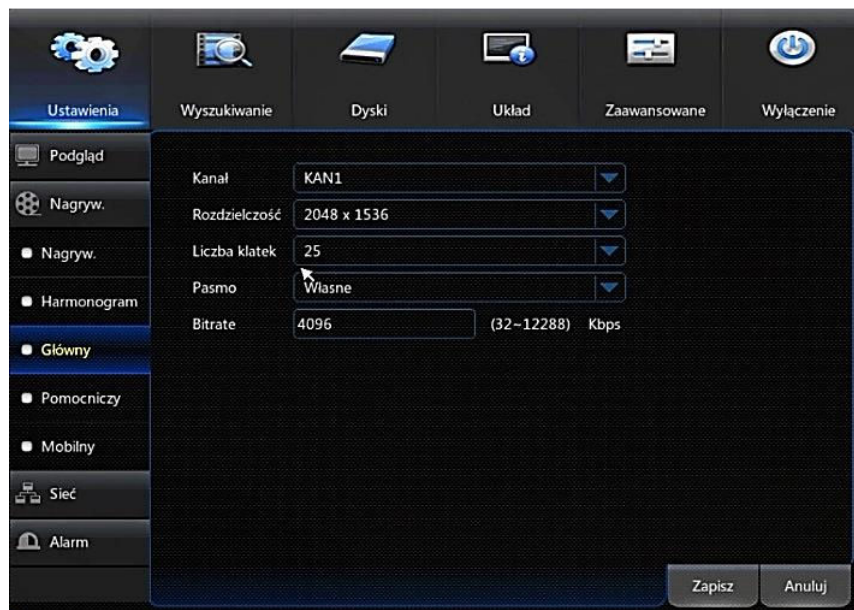 Ustawienia
Wyszukiwanie
Dyski
Układ
Zaawansowane
Wyłączenie
Podgląd
Nagryw.
Nagryw.
Harmonogram
Główny
Pomocniczy
Mobilny
Sieć
Alarm
Kanał KAN1
Rozdzielczość 2048 x 1536
Liczba klatek 25
Pasmo Własne
Bitrate 4096 (32~12288) Kbps
Zapisz
Anuluj